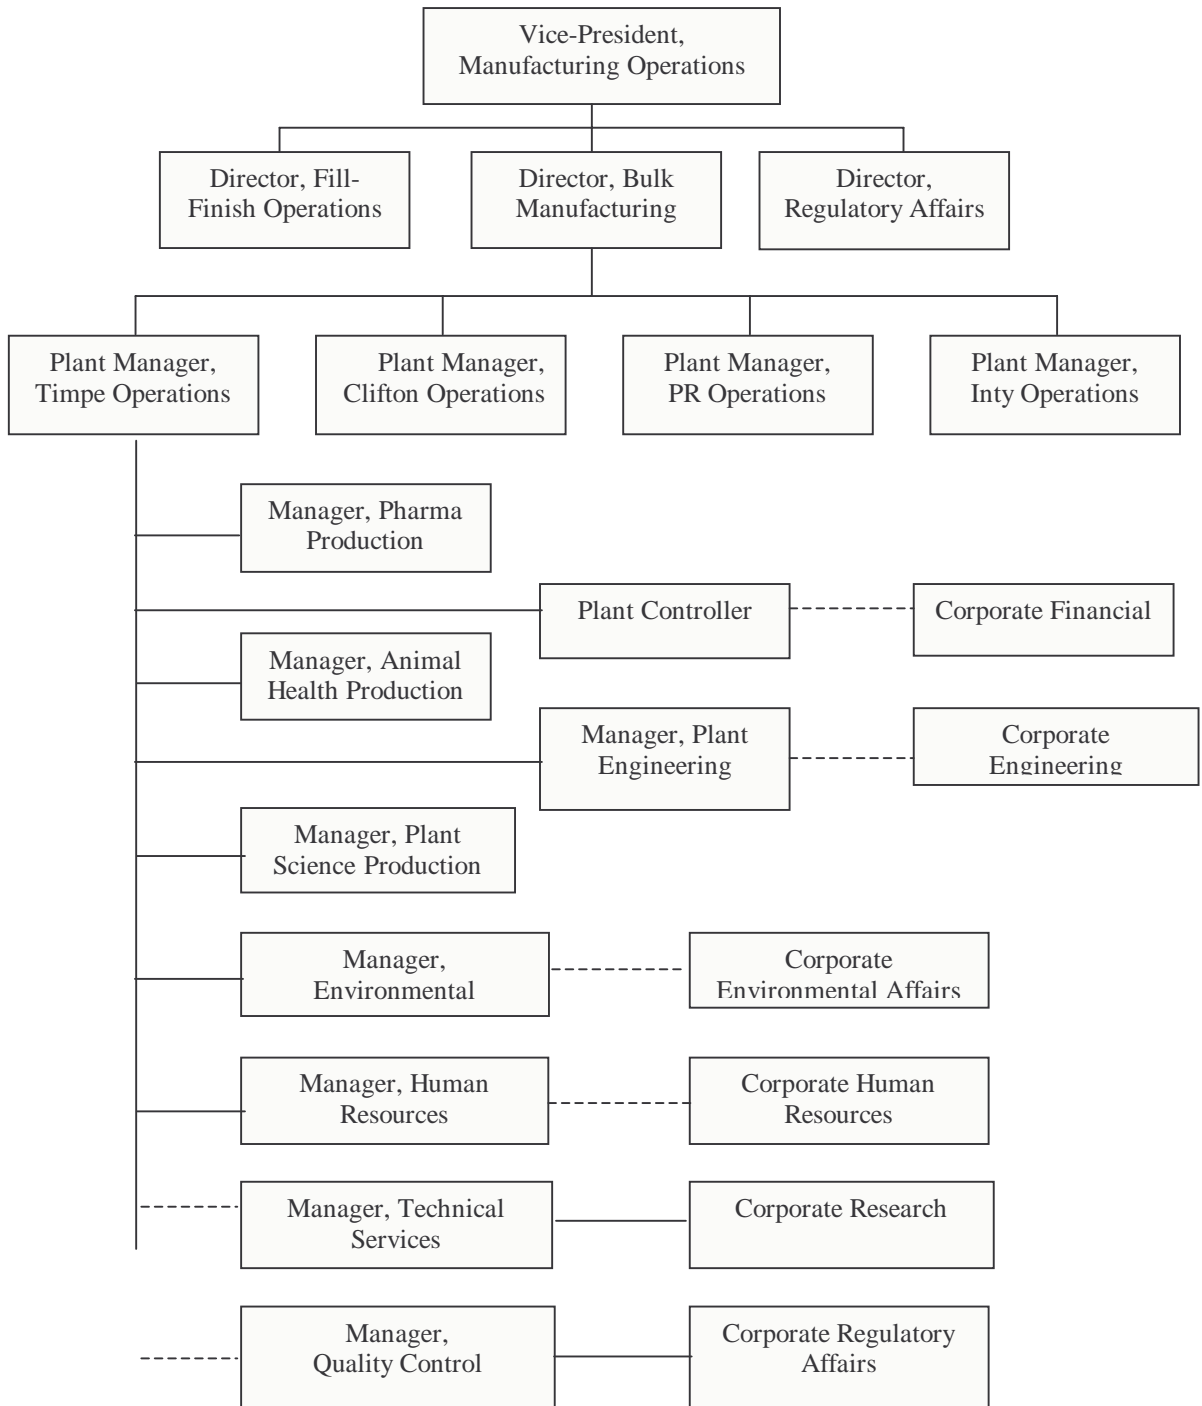 Vice-President,
Manufacturing Operations
Director, Fill-
Finish Operations
Director, Bulk
Manufacturing
Director,
Regulatory Affairs
Plant Manager,
Timpe Operations
Plant Manager,
Clifton Operations
Plant Manager,
PR Operations
Plant Manager,
Inty Operations
Manager, Pharma
Production
Plant Controller
Corporate Financial
Manager, Animal
Health Production
Manager, Plant
Engineering
Corporate
Engineering
Manager, Plant
Science Production
Manager,
Environmental
Corporate
Environmental Affairs
Manager, Human
Resources
Corporate Human
Resources
Manager, Technical
Services
Corporate Research
Manager,
Quality Control
Corporate Regulatory
Affairs